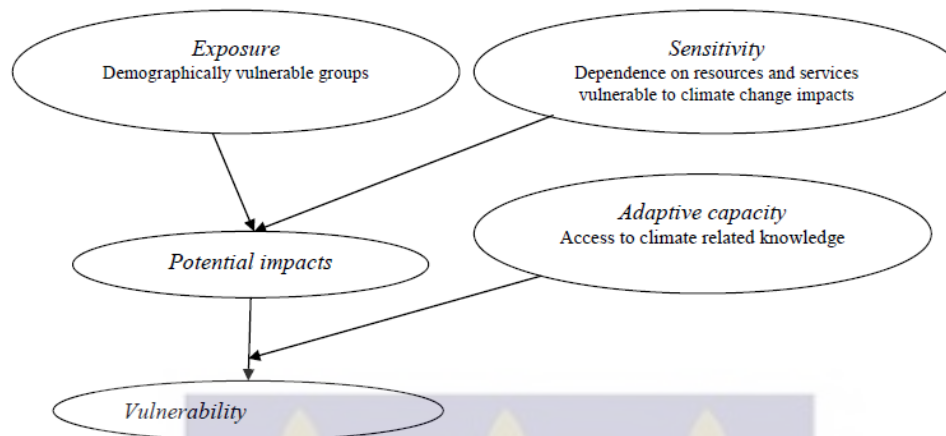 Exposure
Demographically vulnerable groups
Sensitivity
Dependence on resources and services
vulnerable to climate change impacts
Adaptive capacity
Access to climate related knowledge
Potential impacts
Vulnerability